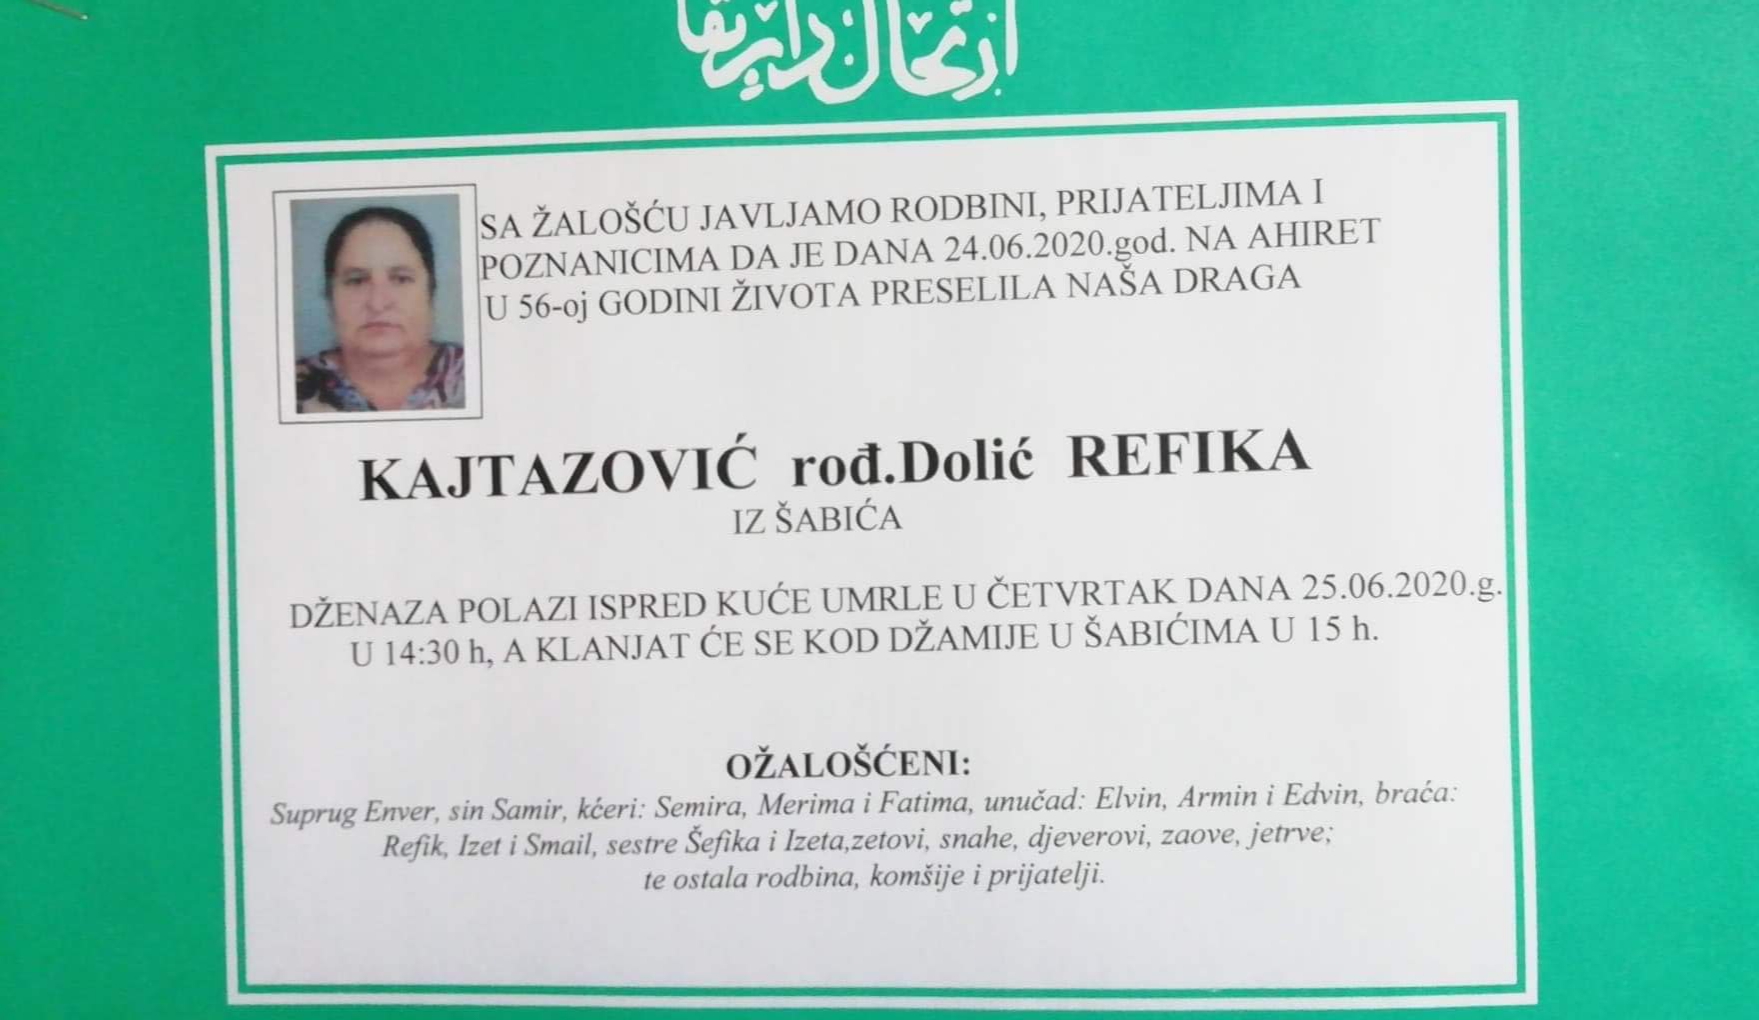 ارتحال دار بقا
SA ŽALOŠĆU JAVLJAMO RODBINI, PRIJATELJIMA I
POZNANICIMA DA JE DANA 24.06.2020.god. NA AHIRET
U 56-oj GODINI ŽIVOTA PRESELILA NAŠA DRAGA
KAJTAZOVIĆ rođ.Dolić REFIKA
IZ ŠABIĆA
DŽENAZA POLAZI ISPRED KUĆE UMRLE U ČETVRTAK DANA 25.06.2020.g.
U 14:30 h, A KLANJAT ĆE SE KOD DŽAMIJE U ŠABIĆIMA U 15 h.
OŽALOŠĆENI:
Suprug Enver, sin Samir, kćeri: Semira, Merima i Fatima, unučad: Elvin, Armin i Edvin, braća:
Refik, Izet i Smail, sestre Šefika i Izeta,zetovi, snahe, djeverovi, zaove, jetrve;
te ostala rodbina, komšije i prijatelji.